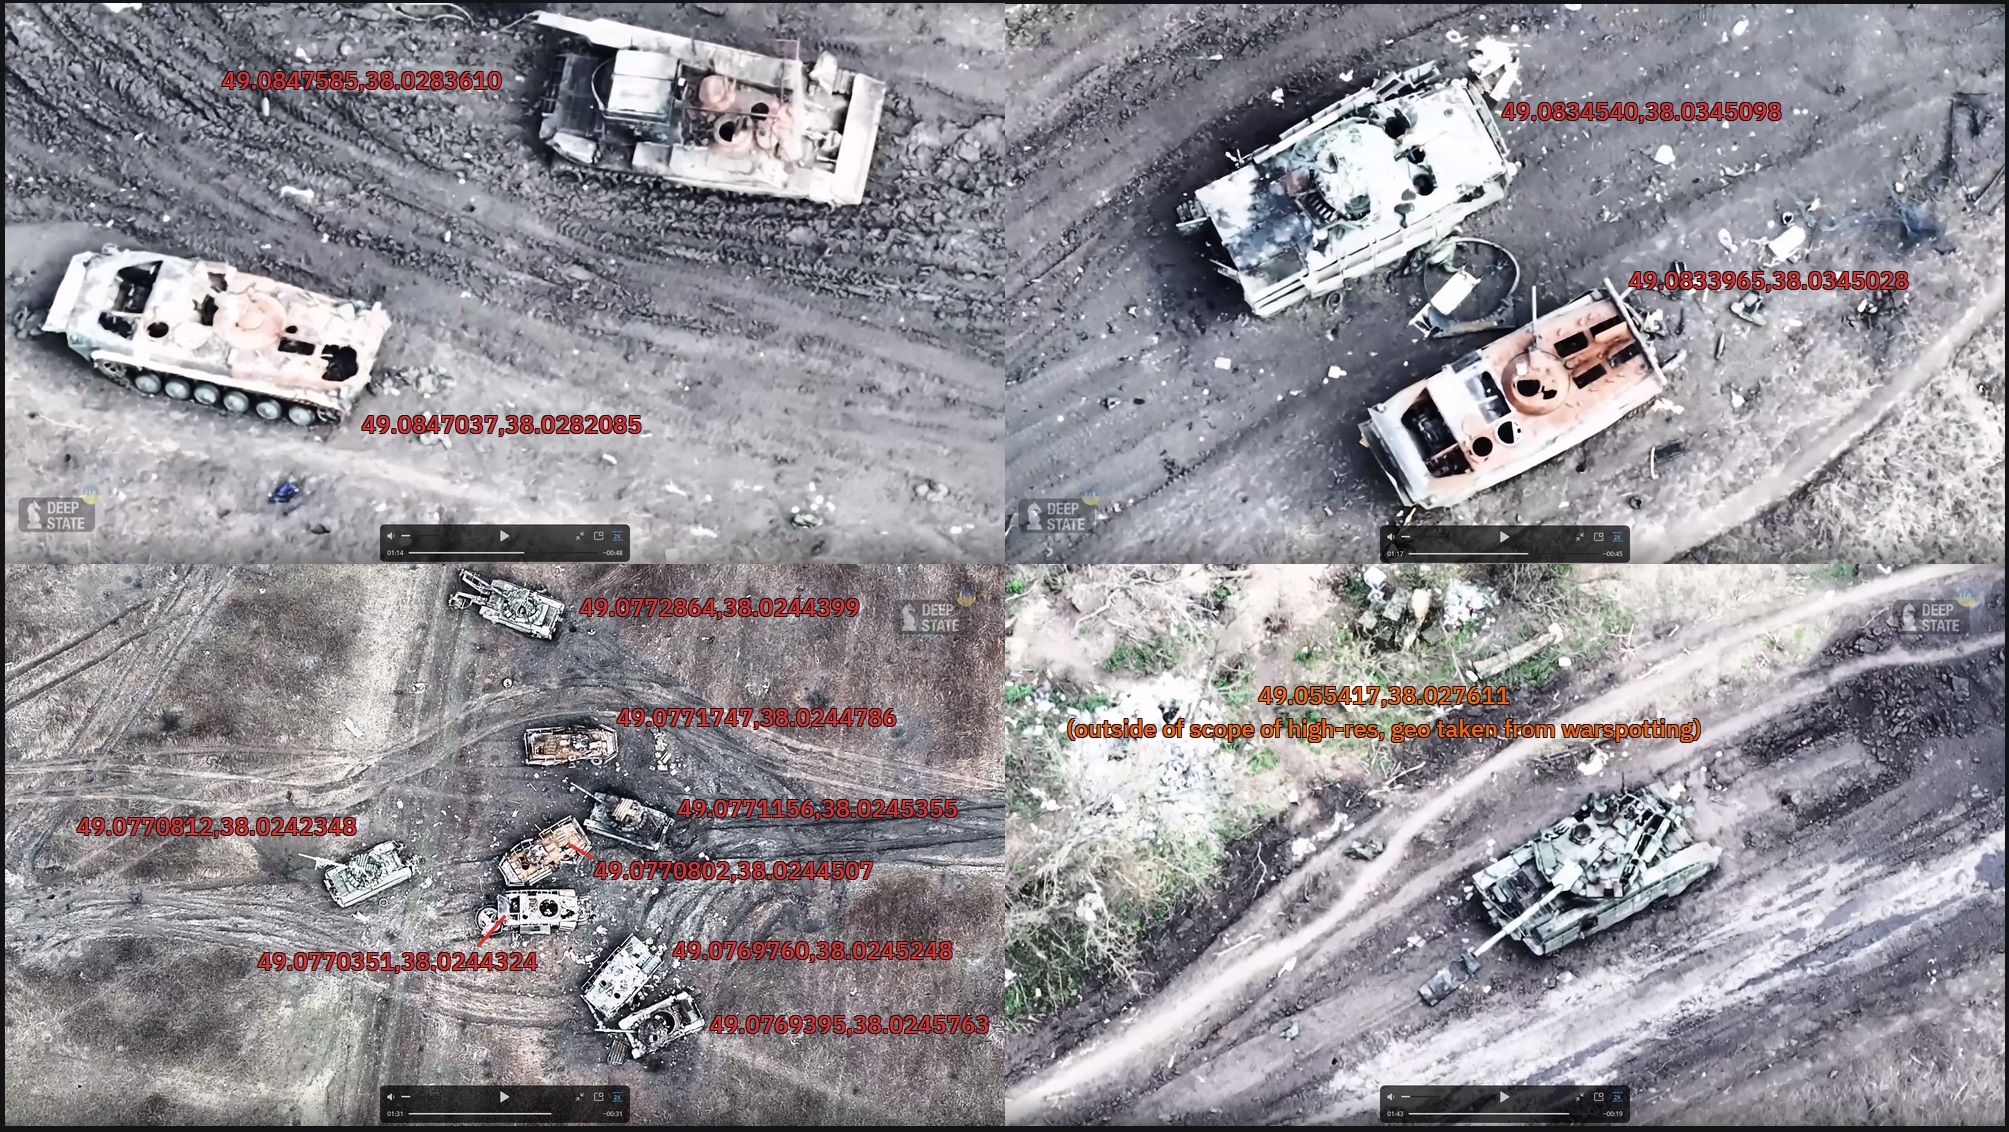 49.0847585,38.0283610
49.0847037,38.0282085
DEEP
STATE
01:14
2X
−00:48
49.0834540,38.0345098
49.0833965,38.0345028
DEEP
STATE
01:17
2X
−00:45
49.0772864,38.0244399
DEEP
STATE
49.0771747,38.0244786
49.0771156,38.0245355
49.0770812,38.0242348
49.0770802,38.0244507
49.0769760,38.0245248
49.0770351,38.0244324
49.0769395,38.0245763
01:31
2X
−00:31
DEEP
STATE
49.055417,38.027611
(outside of scope of high-res, geo taken from warspotting)
01:43
2X
−00:19